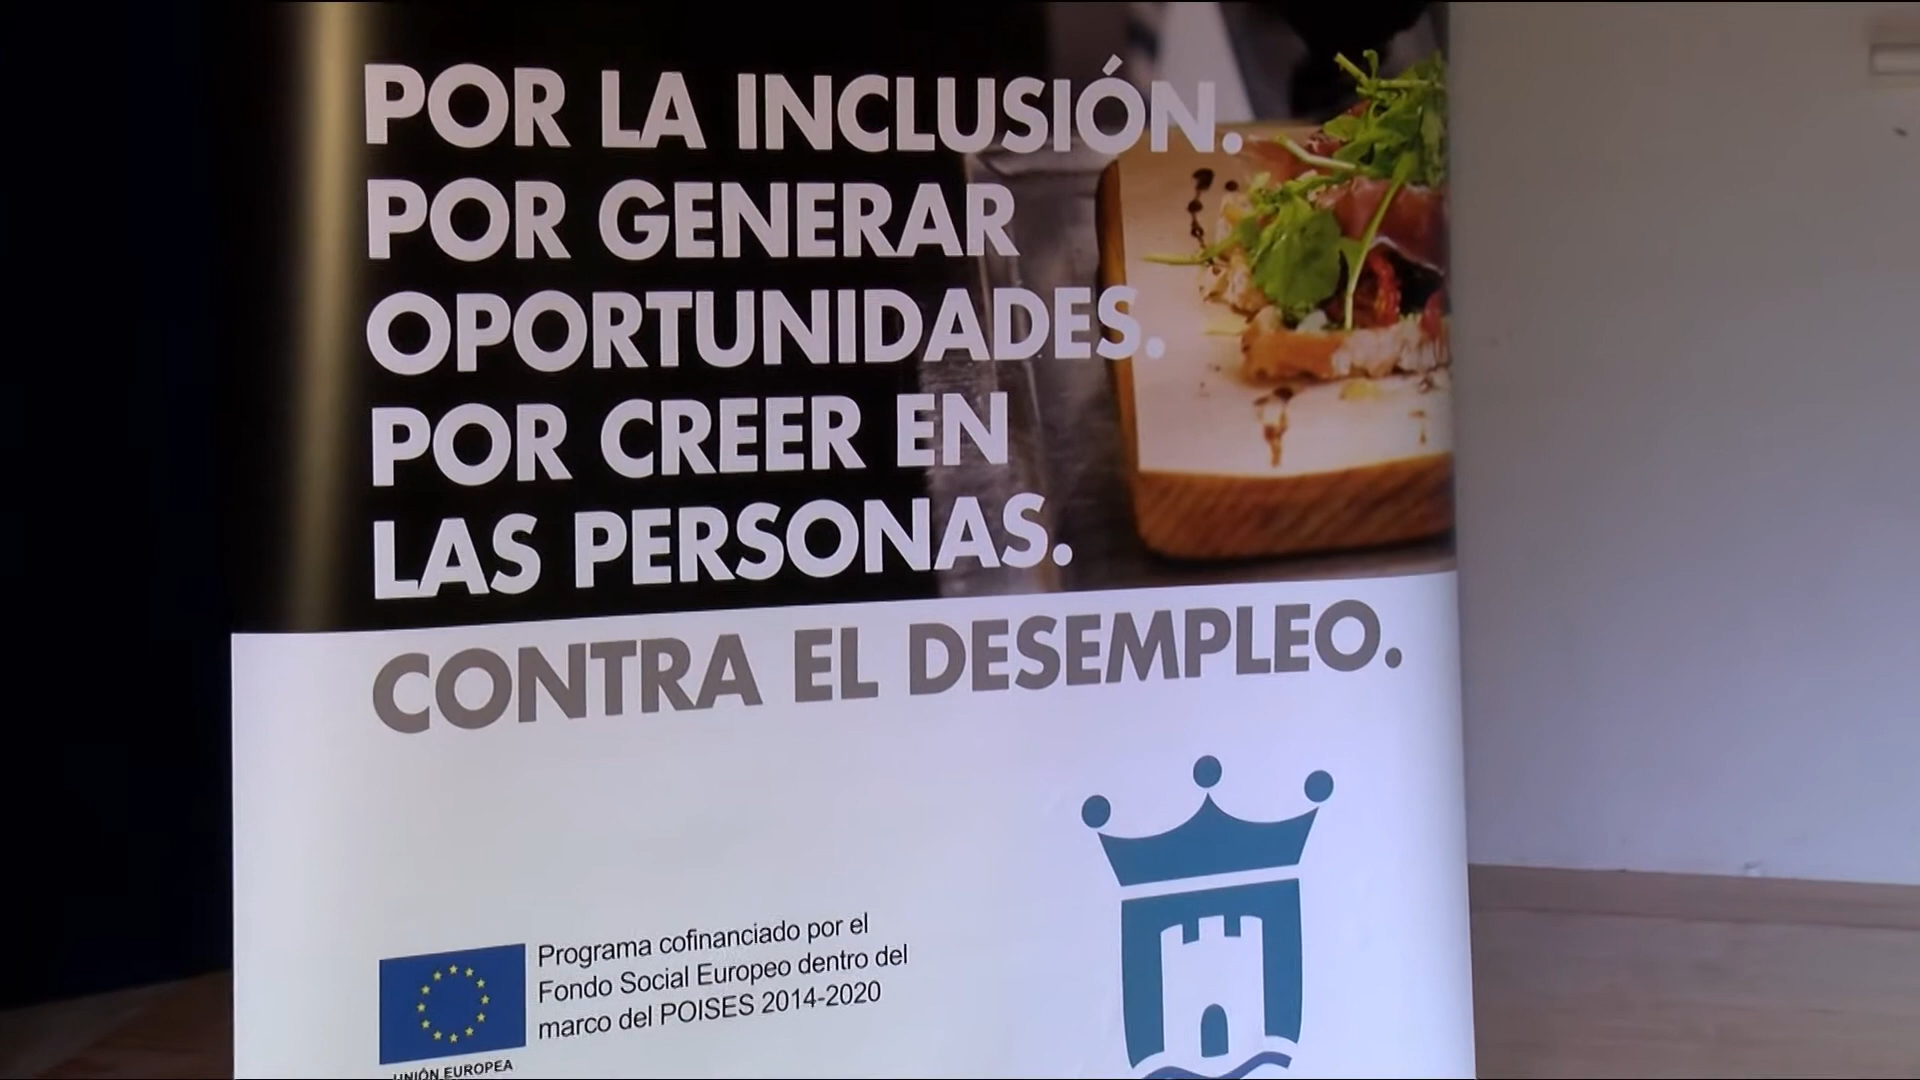 POR LA INCLUSIÓN.
POR GENERAR
OPORTUNIDADES.
POR CREER EN
LAS PERSONAS.
CONTRA EL DESEMPLEO.
Programa cofinanciado por el
Fondo Social Europeo dentro del
marco del POISES 2014-2020
UNIÓN EUROPEA